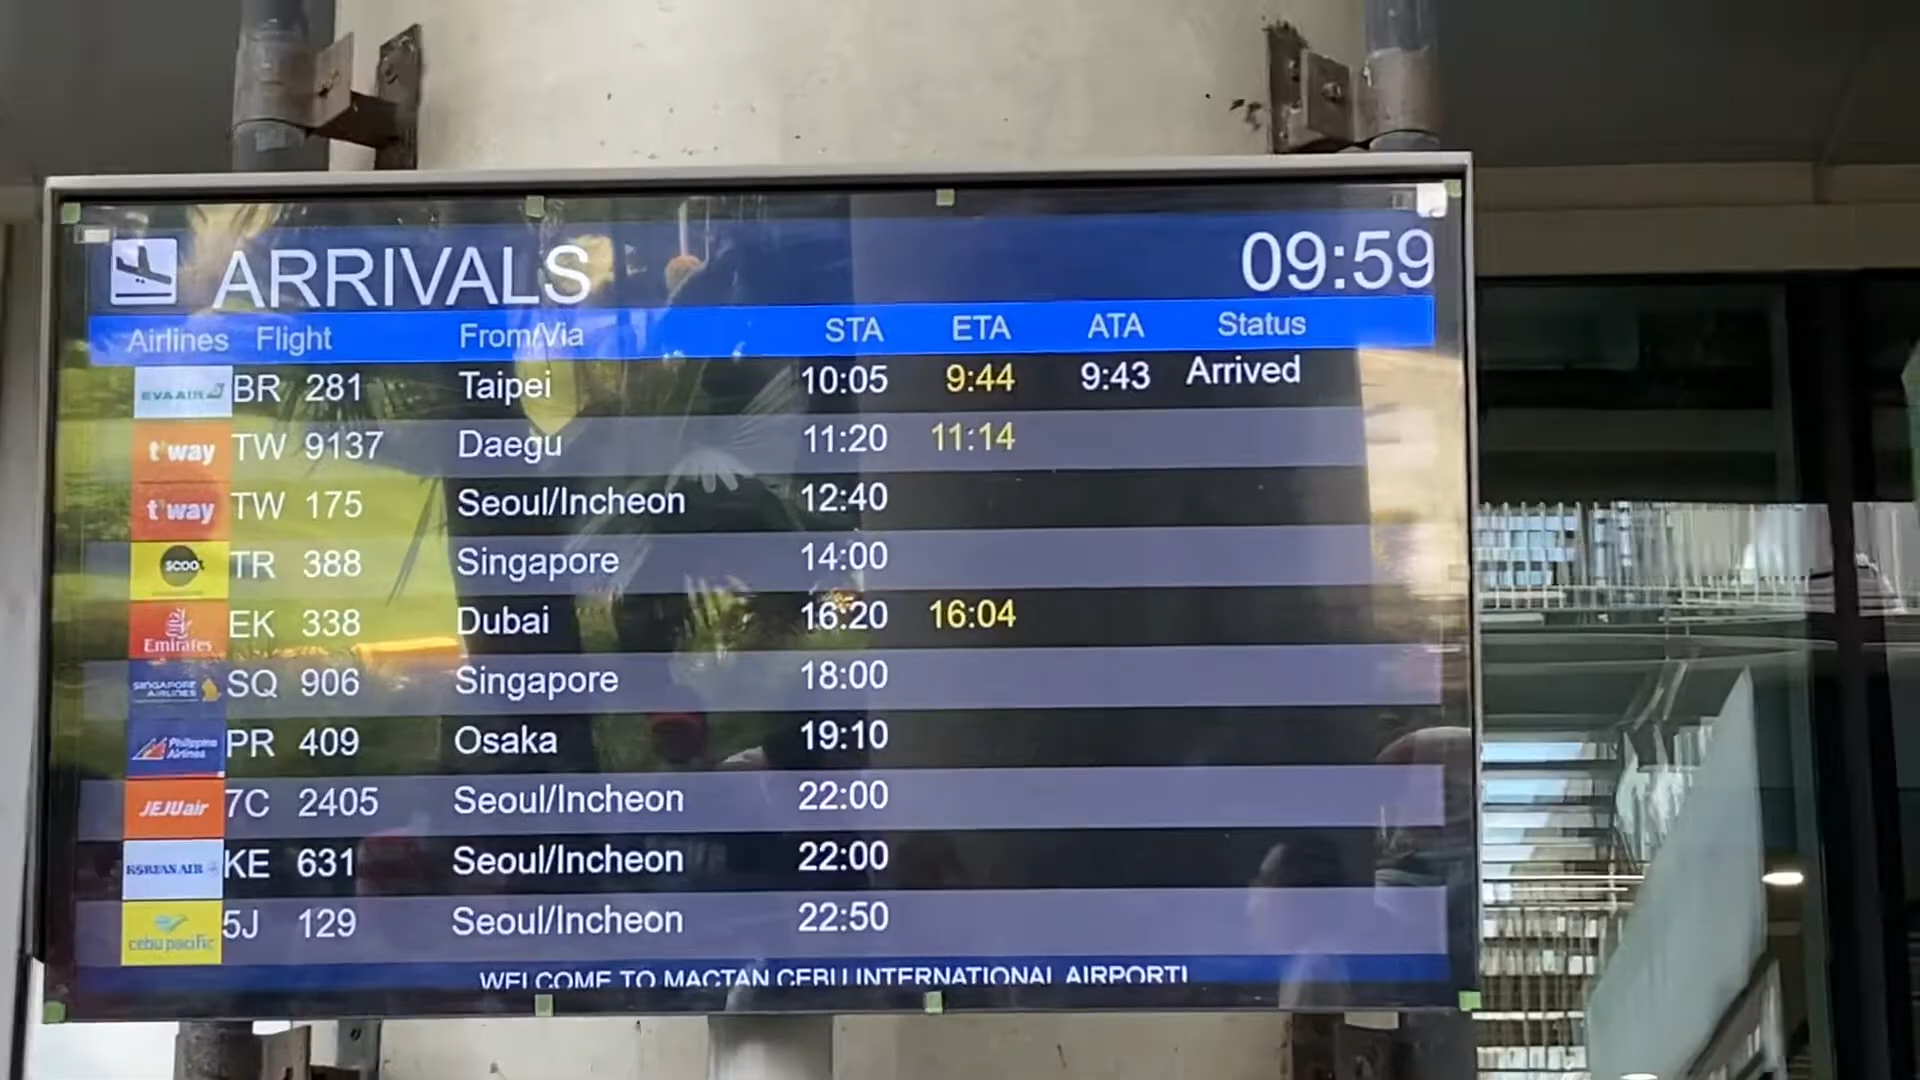 ARRIVALS 09:59
Airlines Flight From/Via STA ETA ATA Status
EVA AIR BR 281 Taipei 10:05 9:44 9:43 Arrived
t'way TW 9137 Daegu 11:20 11:14
t'way TW 175 Seoul/Incheon 12:40
scoot TR 388 Singapore 14:00
Emirates EK 338 Dubai 16:20 16:04
SINGAPORE AIRLINES SQ 906 Singapore 18:00
Philippine Airlines PR 409 Osaka 19:10
JEJUair 7C 2405 Seoul/Incheon 22:00
KOREAN AIR KE 631 Seoul/Incheon 22:00
cebu pacific 5J 129 Seoul/Incheon 22:50
WELCOME TO MACTAN CEBU INTERNATIONAL AIRPORT!